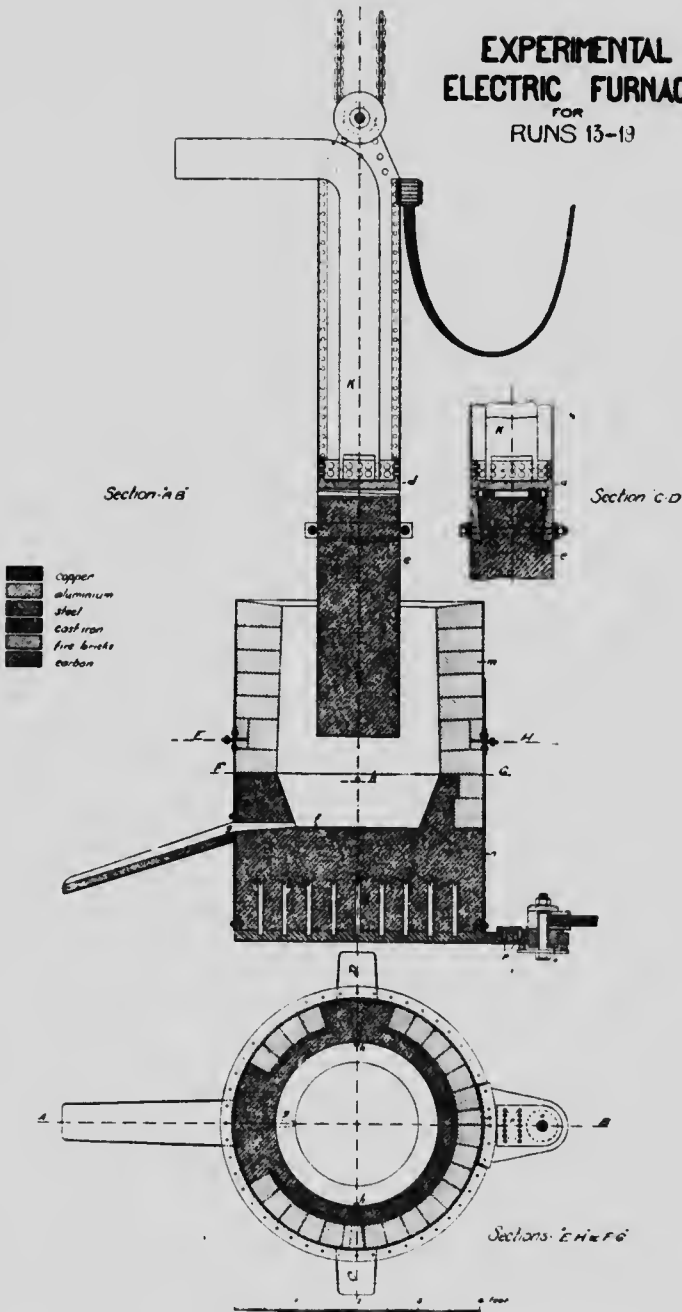 EXPERIMENTAL
ELECTRIC FURNAC
FOR
RUNS 13-19
K
K
d
Section 'A B'
Section 'C-D'
e
copper
aluminium
steel
cast iron
fire bricks
carbon
m
E
H
F
G
D
A
B
C
Sections 'E H' & 'F G'